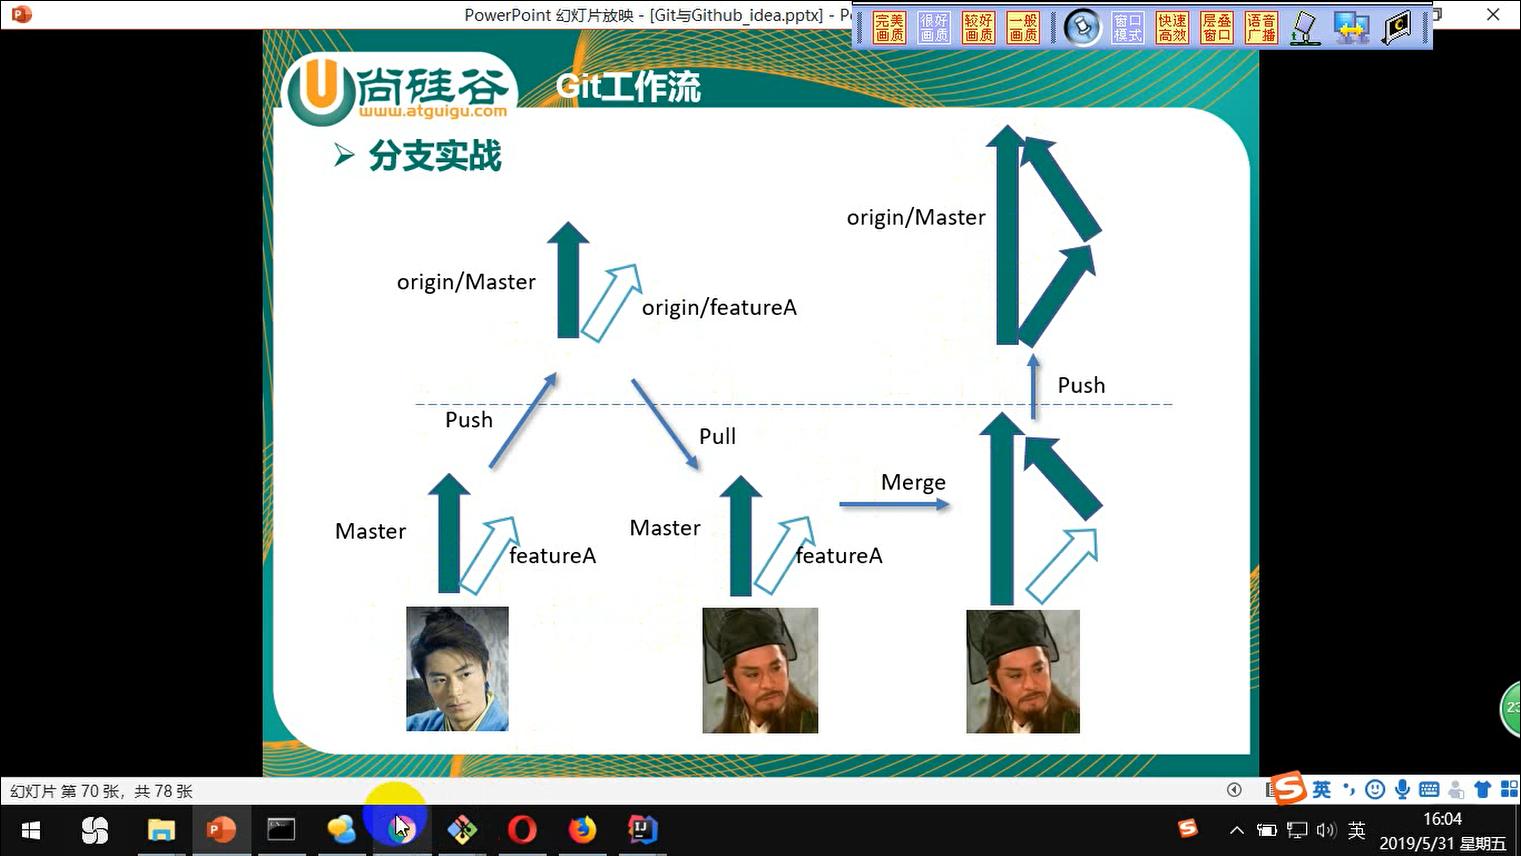 PowerPoint 幻灯片放映 - [Git与Github_idea.pptx] - P
完美画质
很好画质
较好画质
一般画质
窗口模式
快速高效
层叠窗口
语音广播
尚硅谷
www.atguigu.com
Git工作流
分支实战
origin/Master
origin/Master
origin/featureA
Push
Push
Pull
Merge
Master
featureA
Master
featureA
23
幻灯片 第 70 张，共 78 张
英
英
16:04
2019/5/31 星期五